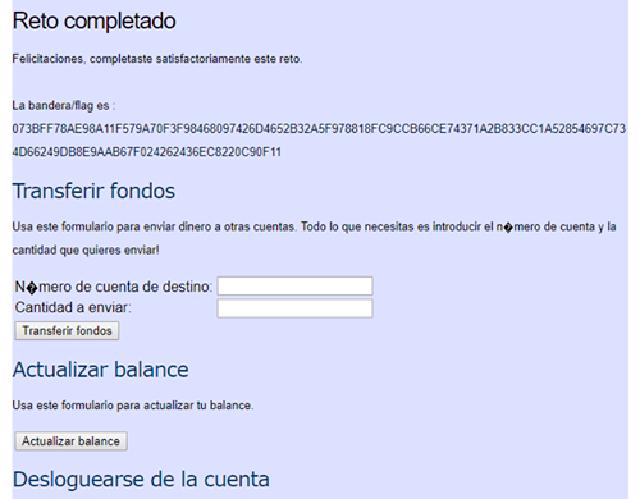 Reto completado
Felicitaciones, completaste satisfactoriamente este reto.
La bandera/flag es :
073BFF78AE98A11F579A70F3F98468097426D4652B32A5F978818FC9CCB66CE74371A2B833CC1A52854697C73
4D66249DB8E9AAB67F024262436EC8220C90F11
Transferir fondos
Usa este formulario para enviar dinero a otras cuentas. Todo lo que necesitas es introducir el n�mero de cuenta y la
cantidad que quieres enviar!
N�mero de cuenta de destino:
Cantidad a enviar:
Transferir fondos
Actualizar balance
Usa este formulario para actualizar tu balance.
Actualizar balance
Desloguearse de la cuenta